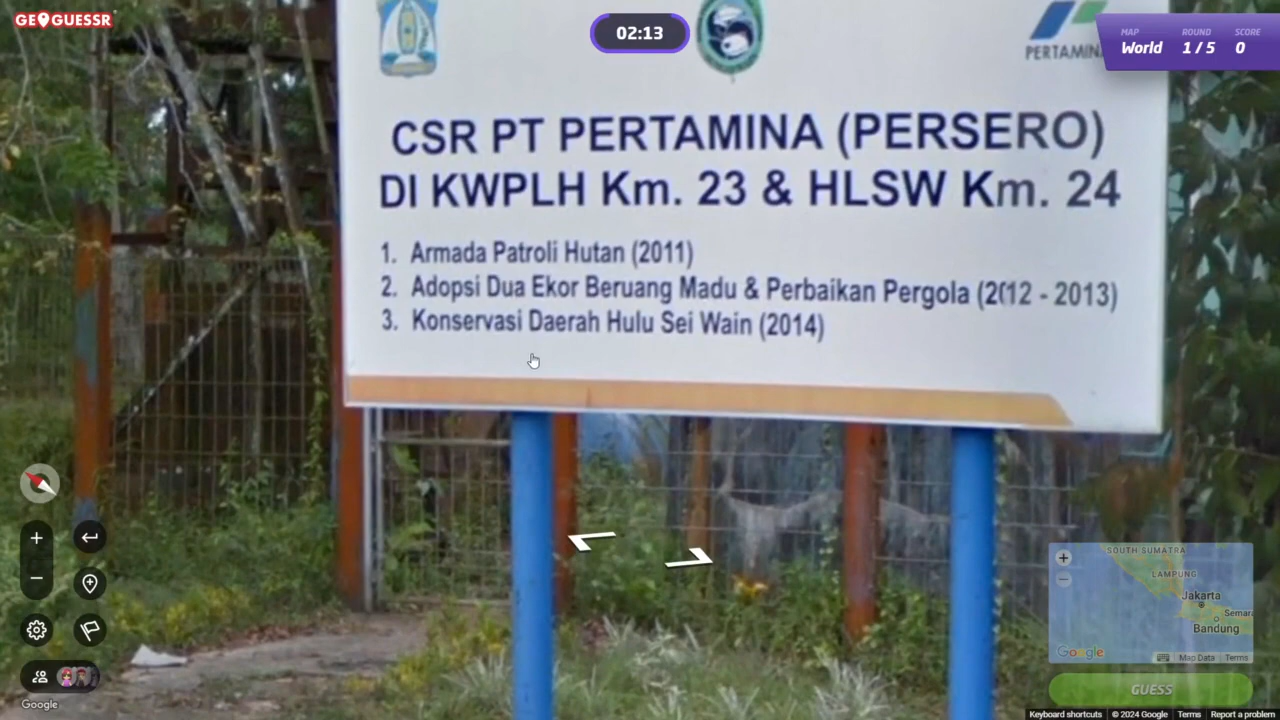 GEOGUESSR
02:13
MAP
World
ROUND
1 / 5
SCORE
0
PERTAMINA
CSR PT PERTAMINA (PERSERO)
DI KWPLH Km. 23 & HLSW Km. 24
1. Armada Patroli Hutan (2011)
2. Adopsi Dua Ekor Beruang Madu & Perbaikan Pergola (2012 - 2013)
3. Konservasi Daerah Hulu Sei Wain (2014)
SOUTH SUMATRA
LAMPUNG
Jakarta
Semara
Bandung
Google
Map Data
Terms
GUESS
Google
Keyboard shortcuts
© 2024 Google
Terms
Report a problem